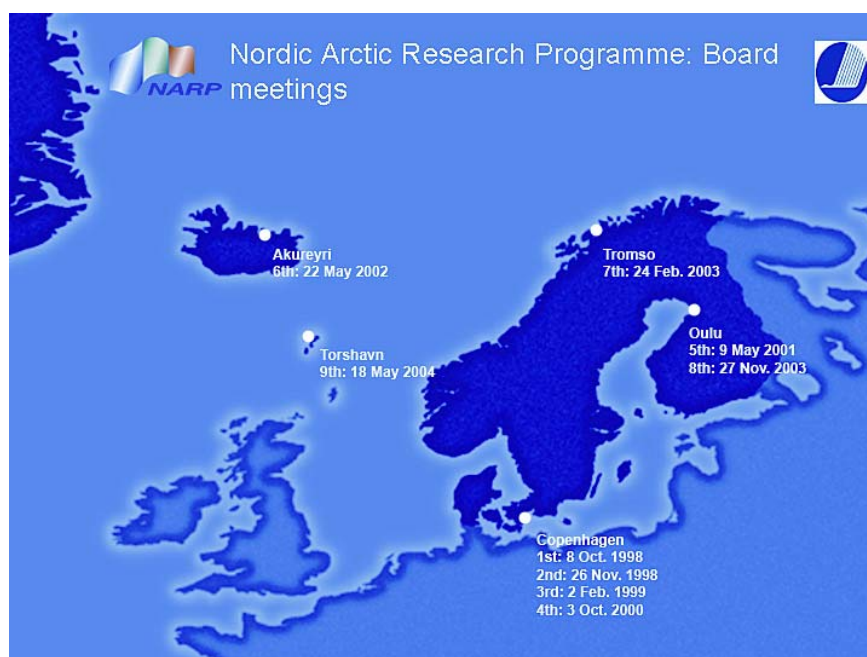 Nordic Arctic Research Programme: Board
meetings
NARP
Akureyri
6th: 22 May 2002
Tromso
7th: 24 Feb. 2003
Oulu
5th: 9 May 2001
8th: 27 Nov. 2003
Torshavn
9th: 18 May 2004
Copenhagen
1st: 8 Oct. 1998
2nd: 26 Nov. 1998
3rd: 2 Feb. 1999
4th: 3 Oct. 2000